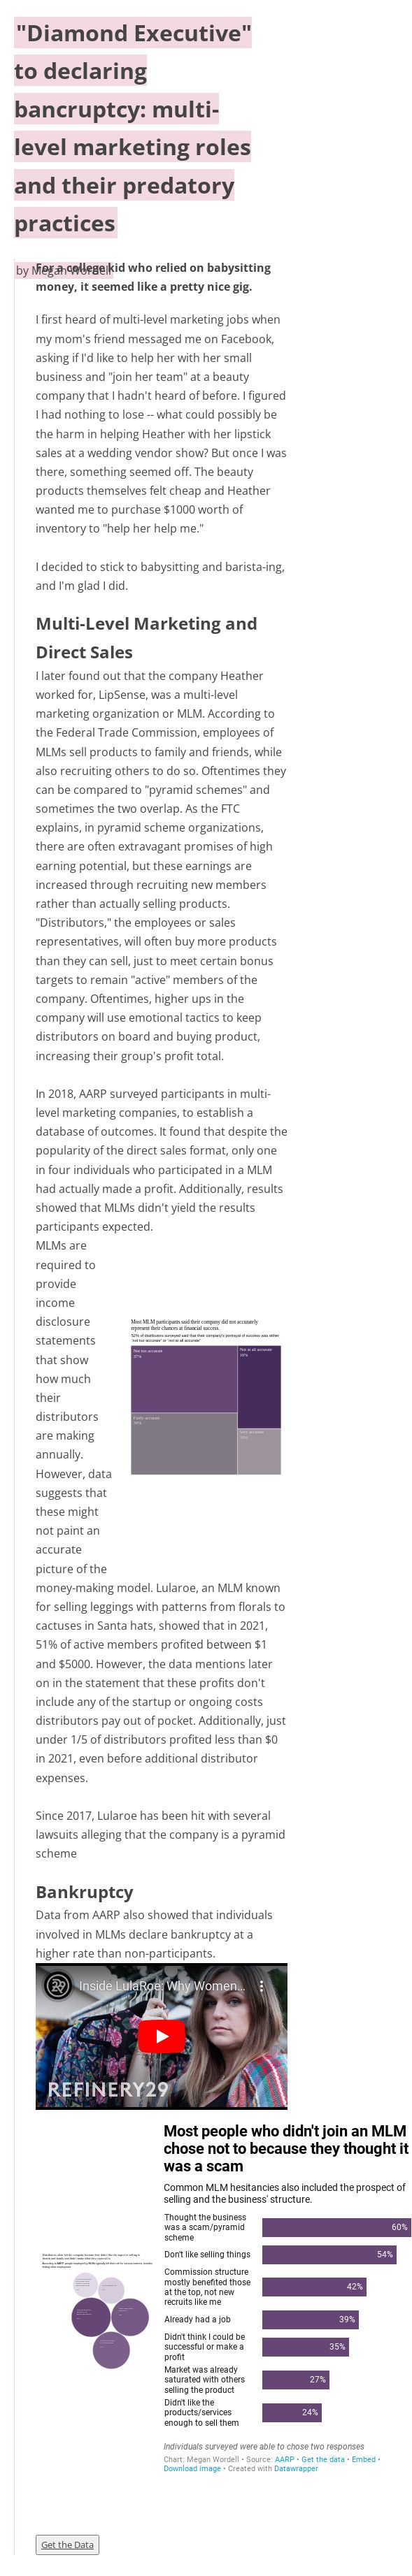 "Diamond Executive"
to declaring
bancruptcy: multi-
level marketing roles
and their predatory
practices
by Megan Wordell
For a college kid who relied on babysitting
money, it seemed like a pretty nice gig.
I first heard of multi-level marketing jobs when
my mom's friend messaged me on Facebook,
asking if I'd like to help her with her small
business and "join her team" at a beauty
company that I hadn't heard of before. I figured
I had nothing to lose -- what could possibly be
the harm in helping Heather with her lipstick
sales at a wedding vendor show? But once I was
there, something seemed off. The beauty
products themselves felt cheap and Heather
wanted me to purchase $1000 worth of
inventory to "help her help me."
I decided to stick to babysitting and barista-ing,
and I'm glad I did.
Multi-Level Marketing and
Direct Sales
I later found out that the company Heather
worked for, LipSense, was a multi-level
marketing organization or MLM. According to
the Federal Trade Commission, employees of
MLMs sell products to family and friends, while
also recruiting others to do so. Oftentimes they
can be compared to "pyramid schemes" and
sometimes the two overlap. As the FTC
explains, in pyramid scheme organizations,
there are often extravagant promises of high
earning potential, but these earnings are
increased through recruiting new members
rather than actually selling products.
"Distributors," the employees or sales
representatives, will often buy more products
than they can sell, just to meet certain bonus
targets to remain "active" members of the
company. Oftentimes, higher ups in the
company will use emotional tactics to keep
distributors on board and buying product,
increasing their group's profit total.
In 2018, AARP surveyed participants in multi-
level marketing companies, to establish a
database of outcomes. It found that despite the
popularity of the direct sales format, only one
in four individuals who participated in a MLM
had actually made a profit. Additionally, results
showed that MLMs didn't yield the results
participants expected.
MLMs are
required to
provide
income
disclosure
statements
that show
how much
their
distributors
are making
annually.
However, data
suggests that
these might
not paint an
accurate
picture of the
Most MLM participants said their company did not accurately
represent their chances at financial success.
52% of distributors surveyed said that their company's portrayal of success was either
"not too accurate" or "not at all accurate"
Not too accurate
Not at all accurate
Fairly accurate
Very accurate
money-making model. Lularoe, an MLM known
for selling leggings with patterns from florals to
cactuses in Santa hats, showed that in 2021,
51% of active members profited between $1
and $5000. However, the data mentions later
on in the statement that these profits don't
include any of the startup or ongoing costs
distributors pay out of pocket. Additionally, just
under 1/5 of distributors profited less than $0
in 2021, even before additional distributor
expenses.
Since 2017, Lularoe has been hit with several
lawsuits alleging that the company is a pyramid
scheme
Bankruptcy
Data from AARP also showed that individuals
involved in MLMs declare bankruptcy at a
higher rate than non-participants.
29
Inside LulaRoe: Why Women...
REFINERY29
Most people who didn't join an MLM
chose not to because they thought it
was a scam
Common MLM hesitancies also included the prospect of
selling and the business' structure.
Thought the business
was a scam/pyramid
scheme
60%
Don't like selling things
54%
Commission structure
mostly benefited those
at the top, not new
recruits like me
42%
Already had a job
39%
Didn't think I could be
successful or make a
profit
35%
Market was already
saturated with others
selling the product
27%
Didn't like the
products/services
enough to sell them
24%
Individuals surveyed were able to chose two responses
Chart: Megan Wordell • Source: AARP • Get the data • Embed •
Download image • Created with Datawrapper
Get the Data